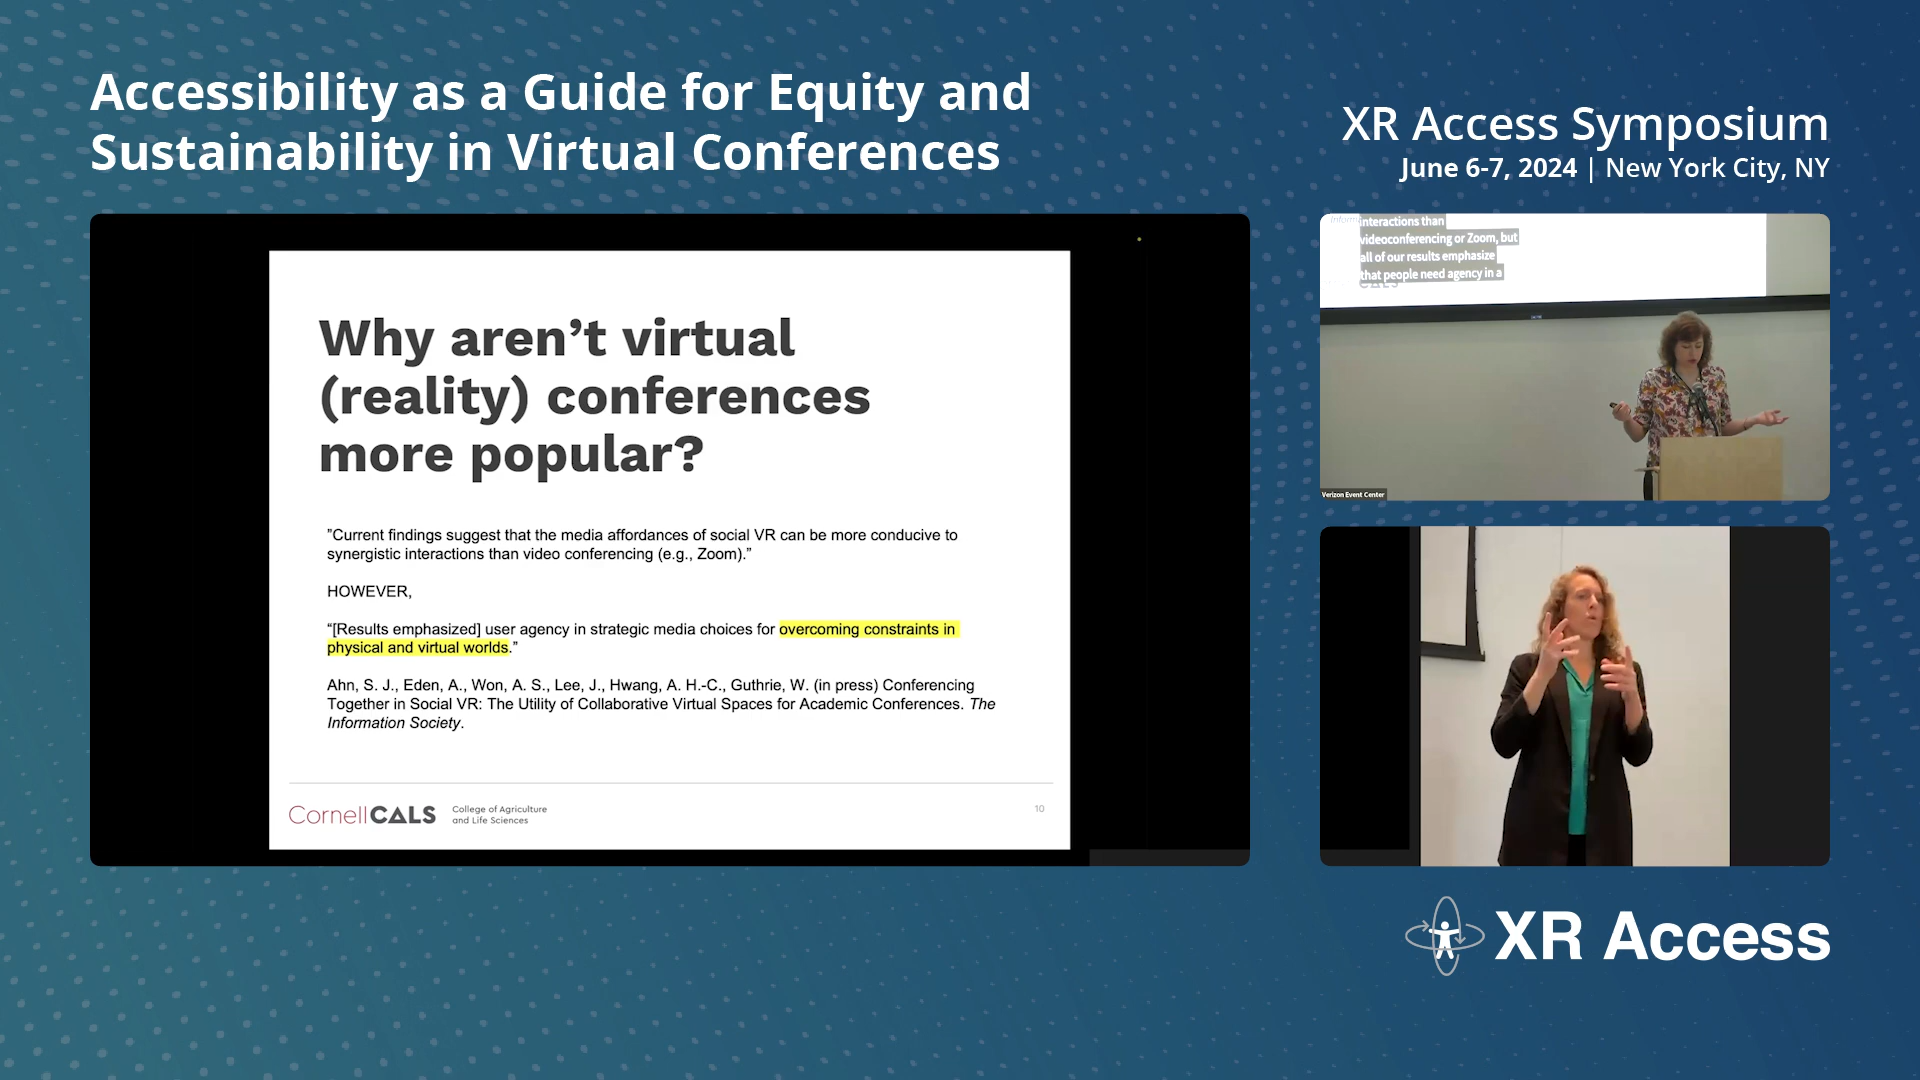 Accessibility as a Guide for Equity and
Sustainability in Virtual Conferences
XR Access Symposium
June 6-7, 2024 | New York City, NY
Why aren’t virtual
(reality) conferences
more popular?
”Current findings suggest that the media affordances of social VR can be more conducive to
synergistic interactions than video conferencing (e.g., Zoom).”
HOWEVER,
“[Results emphasized] user agency in strategic media choices for overcoming constraints in
physical and virtual worlds.”
Ahn, S. J., Eden, A., Won, A. S., Lee, J., Hwang, A. H.-C., Guthrie, W. (in press) Conferencing
Together in Social VR: The Utility of Collaborative Virtual Spaces for Academic Conferences. The
Information Society.
CornellCALS
College of Agriculture
and Life Sciences
10
interactions than
videoconferencing or Zoom, but
all of our results emphasize
that people need agency in a
CALS
Verizon Event Center
XR Access